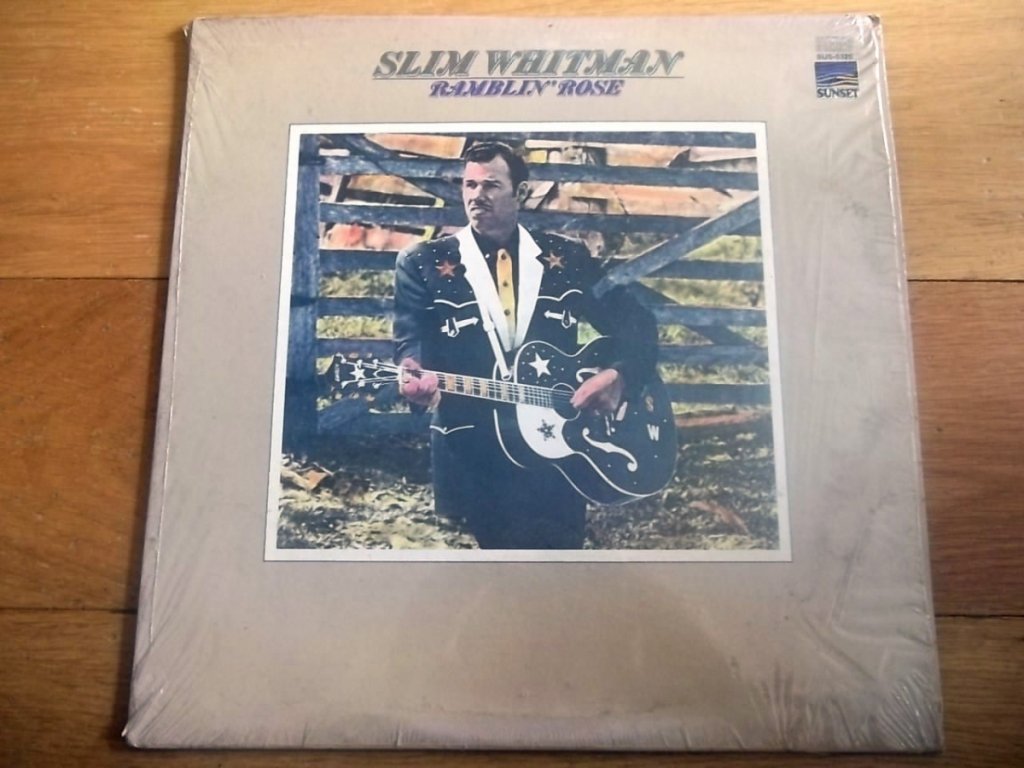 SLIM WHITMAN
RAMBLIN' ROSE
SUNSET
S
W